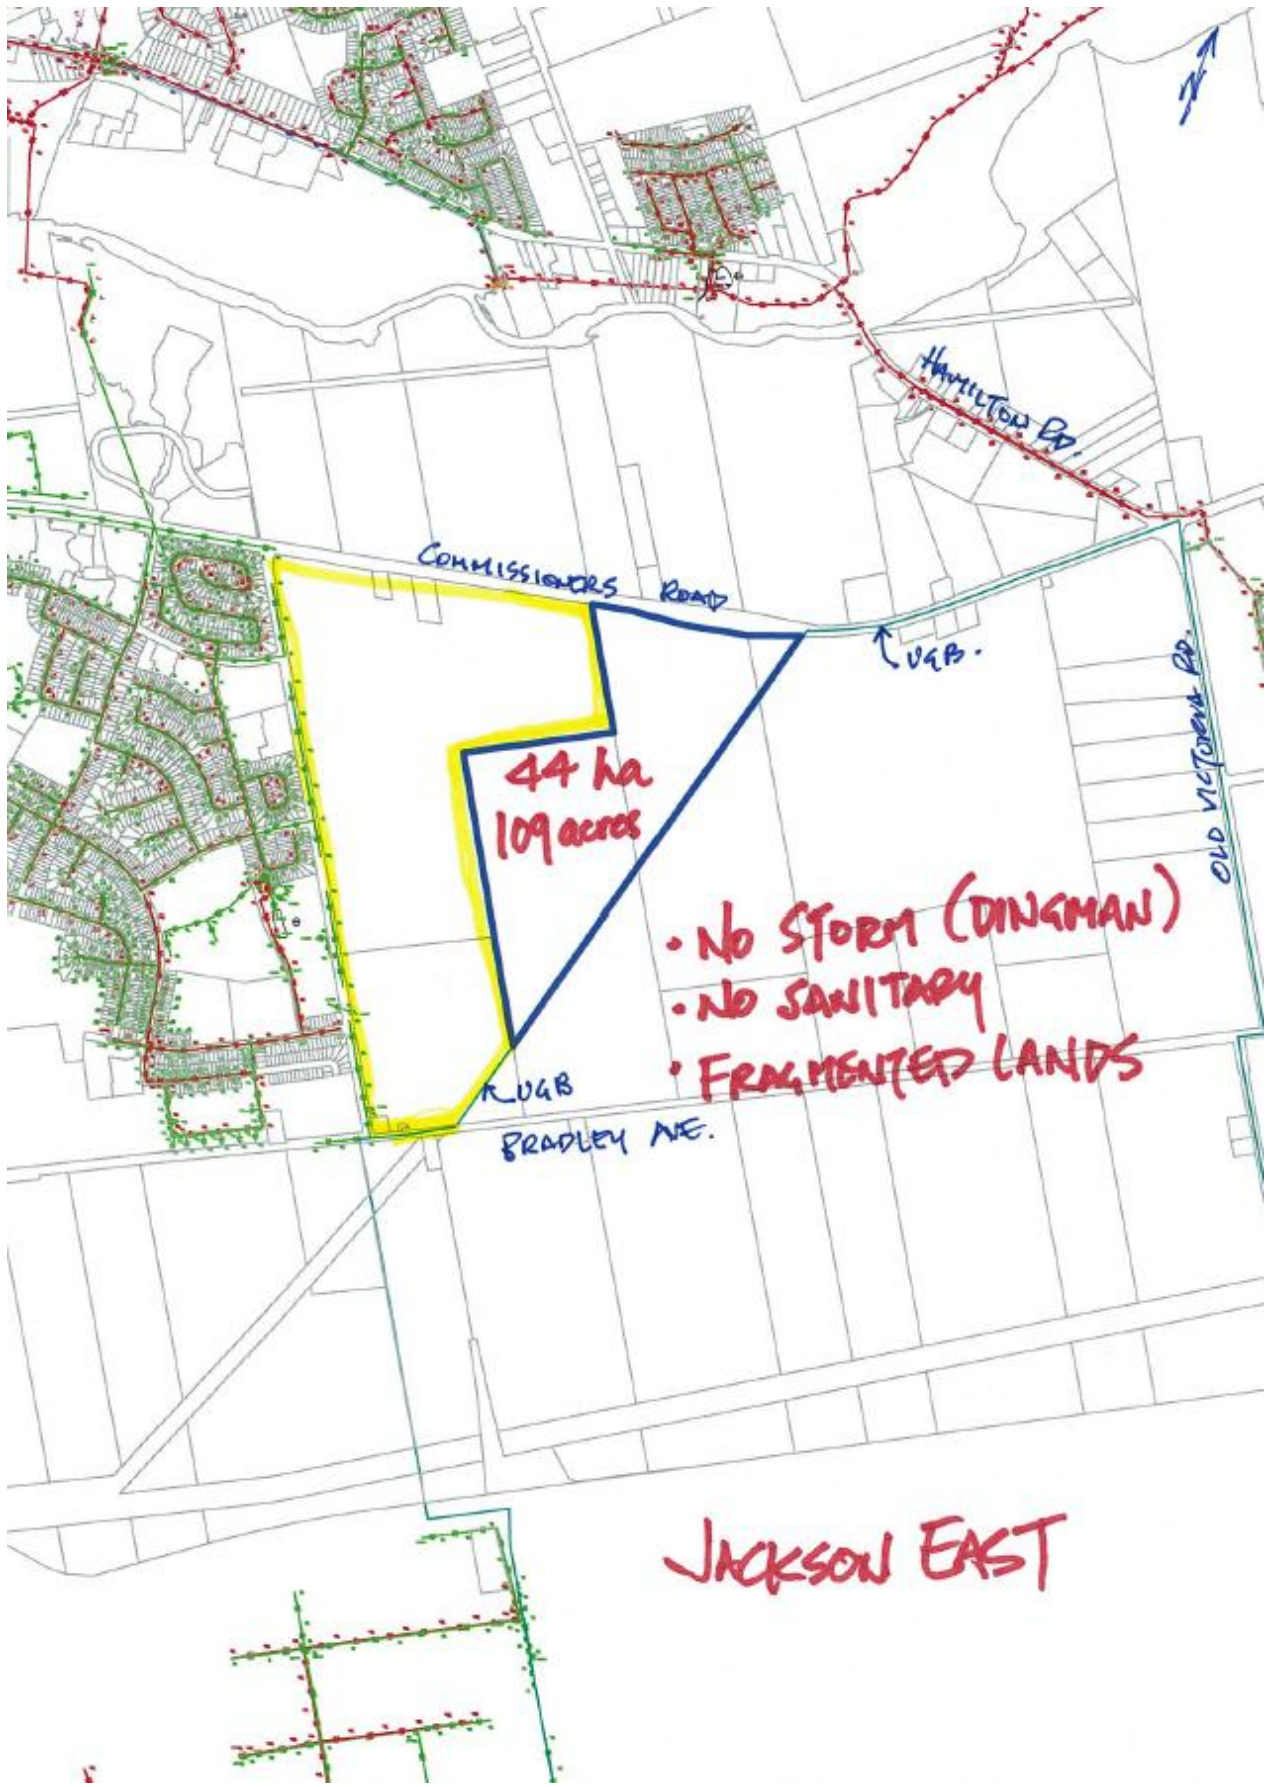 HAMILTON RD.
COMMISSIONERS ROAD
UGB.
OLD VICTORIA RD.
44 ha
109 acres
• NO STORM (DINGMAN)
• NO SANITARY
• FRAGMENTED LANDS
UGB
BRADLEY AVE.
JACKSON EAST